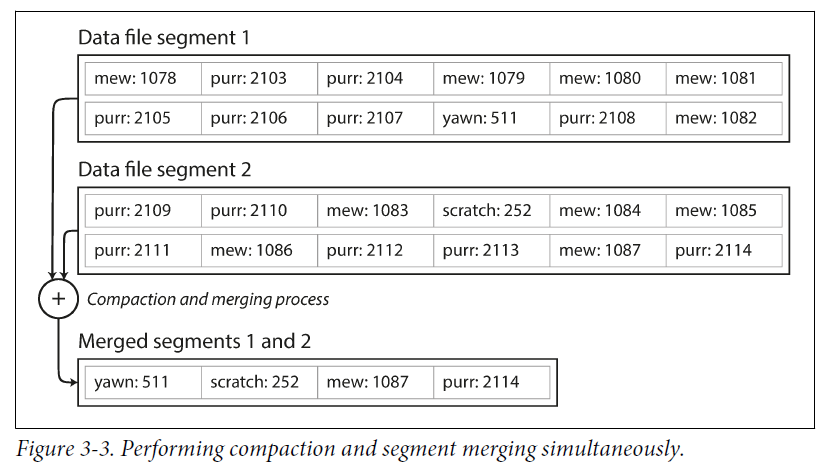 Data file segment 1
mew: 1078 purr: 2103 purr: 2104 mew: 1079 mew: 1080 mew: 1081
purr: 2105 purr: 2106 purr: 2107 yawn: 511 purr: 2108 mew: 1082
Data file segment 2
purr: 2109 purr: 2110 mew: 1083 scratch: 252 mew: 1084 mew: 1085
purr: 2111 mew: 1086 purr: 2112 purr: 2113 mew: 1087 purr: 2114
+ Compaction and merging process
Merged segments 1 and 2
yawn: 511 scratch: 252 mew: 1087 purr: 2114
Figure 3-3. Performing compaction and segment merging simultaneously.